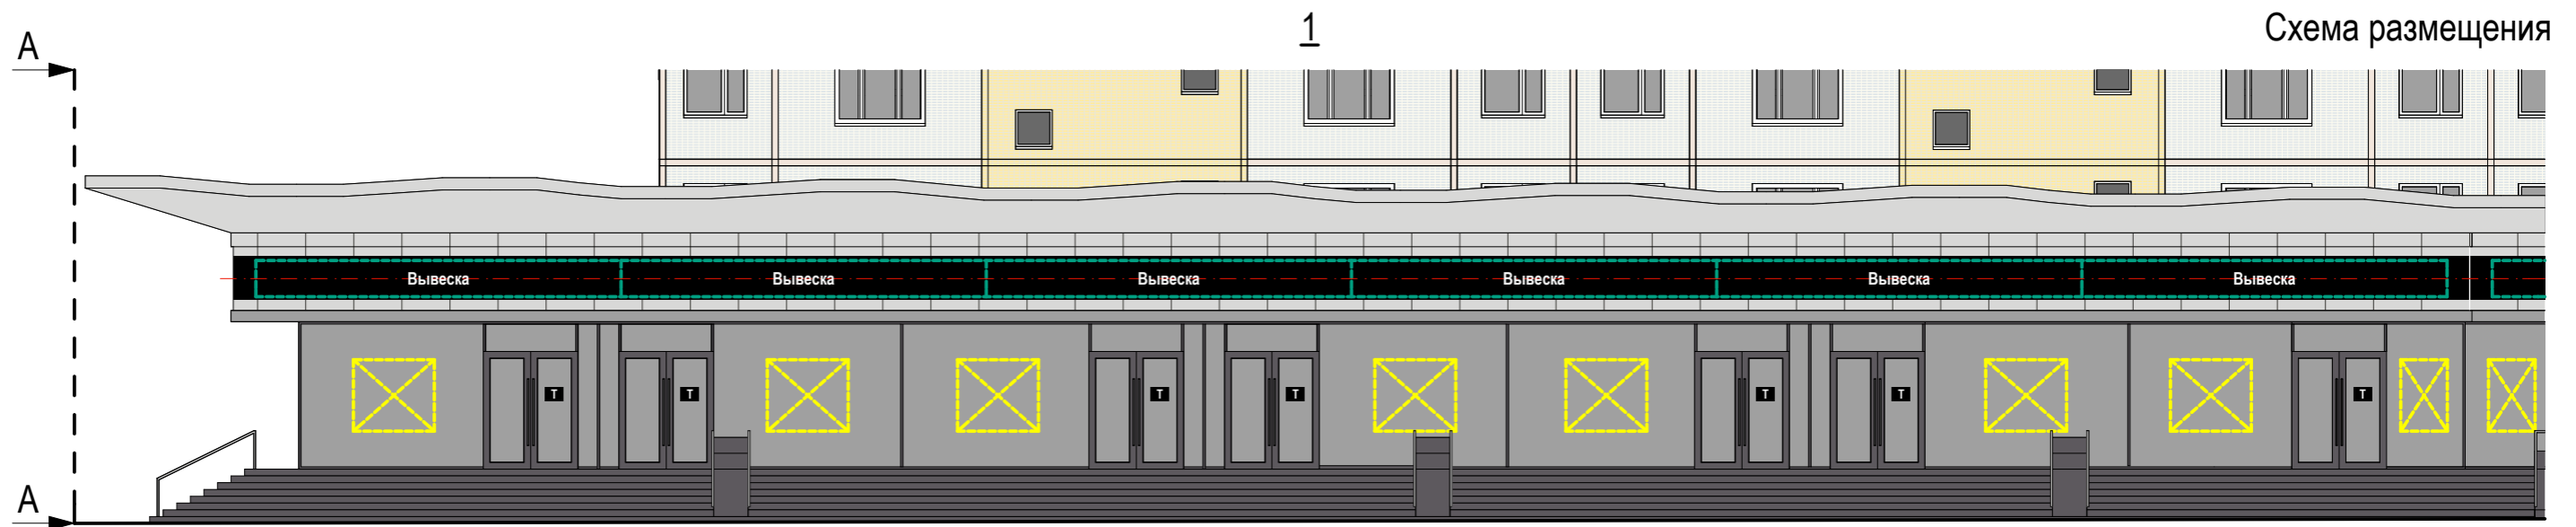 1
Схема размещения
А
Вывеска Вывеска Вывеска Вывеска Вывеска Вывеска
Т Т Т Т Т Т Т
А